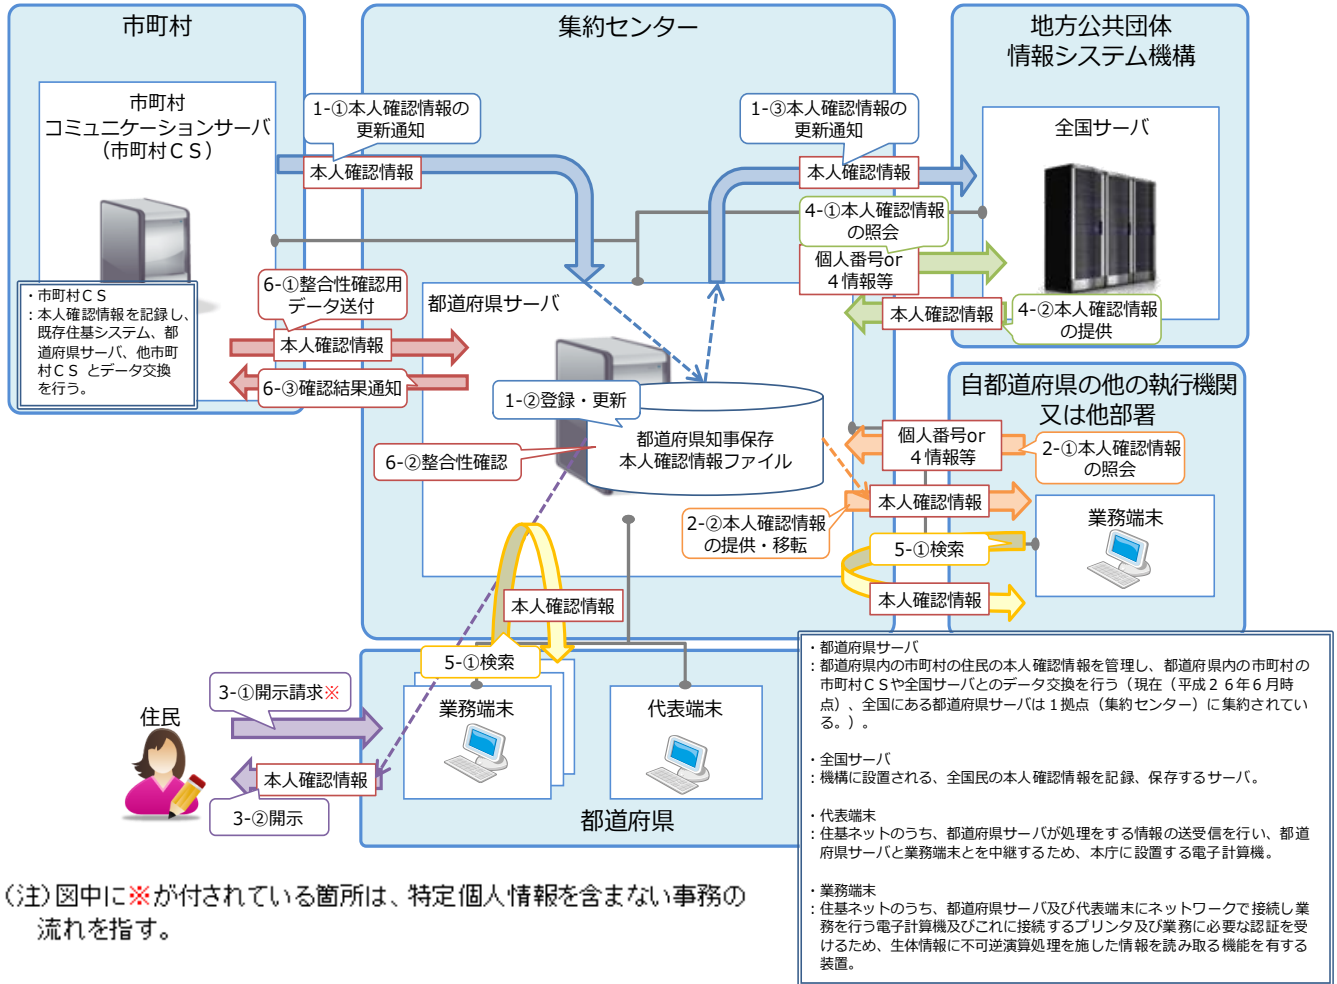 市町村
集約センター
地方公共団体
情報システム機構
市町村
コミュニケーションサーバ
（市町村ＣＳ）
1-①本人確認情報の
更新通知
1-③本人確認情報の
更新通知
全国サーバ
本人確認情報
本人確認情報
4-①本人確認情報
の照会
個人番号or
４情報等
6-①整合性確認用
データ送付
都道府県サーバ
本人確認情報
4-②本人確認情報
の提供
・市町村ＣＳ
：本人確認情報を記録し、
既存住基システム、都
道府県サーバ、他市町
村ＣＳ とデータ交換
を行う。
本人確認情報
6-③確認結果通知
1-②登録・更新
自都道府県の他の執行機関
又は他部署
都道府県知事保存
本人確認情報ファイル
6-②整合性確認
個人番号or
４情報等
2-①本人確認情報
の照会
本人確認情報
2-②本人確認情報
の提供・移転
業務端末
5-①検索
本人確認情報
本人確認情報
5-①検索
3-①開示請求※
住民
業務端末
代表端末
本人確認情報
3-②開示
都道府県
・都道府県サーバ
：都道府県内の市町村の住民の本人確認情報を管理し、都道府県内の市町村の
市町村ＣＳや全国サーバとのデータ交換を行う（現在（平成２６年６月時
点）、全国にある都道府県サーバは１拠点（集約センター）に集約されてい
る。）。
・全国サーバ
：機構に設置される、全国民の本人確認情報を記録、保存するサーバ。
・代表端末
：住基ネットのうち、都道府県サーバが処理をする情報の送受信を行い、都道
府県サーバと業務端末とを中継するため、本庁に設置する電子計算機。
・業務端末
：住基ネットのうち、都道府県サーバ及び代表端末にネットワークで接続し業
務を行う電子計算機及びこれに接続するプリンタ及び業務に必要な認証を受
けるため、生体情報に不可逆演算処理を施した情報を読み取る機能を有する
装置。
（注）図中に※が付されている箇所は、特定個人情報を含まない事務の
流れを指す。